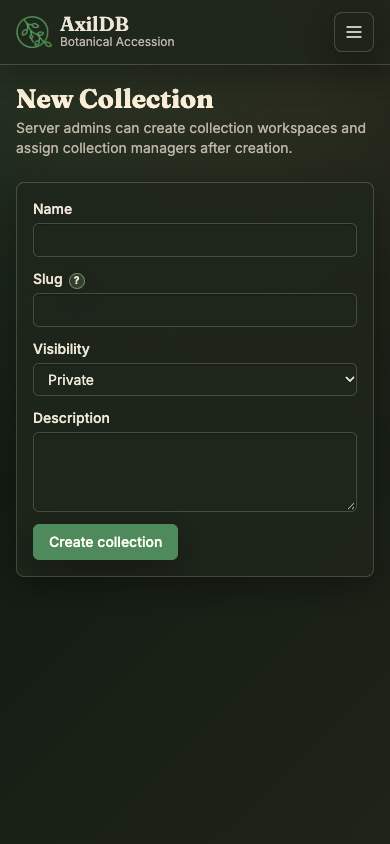 AxilDB
Botanical Accession
New Collection
Server admins can create collection workspaces and
assign collection managers after creation.
Name
Slug ?
Visibility
Private
Description
Create collection